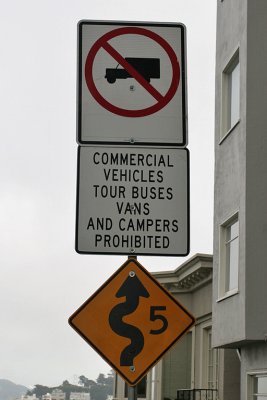 COMMERCIAL
VEHICLES
TOUR BUSES
VANS
AND CAMPERS
PROHIBITED
5